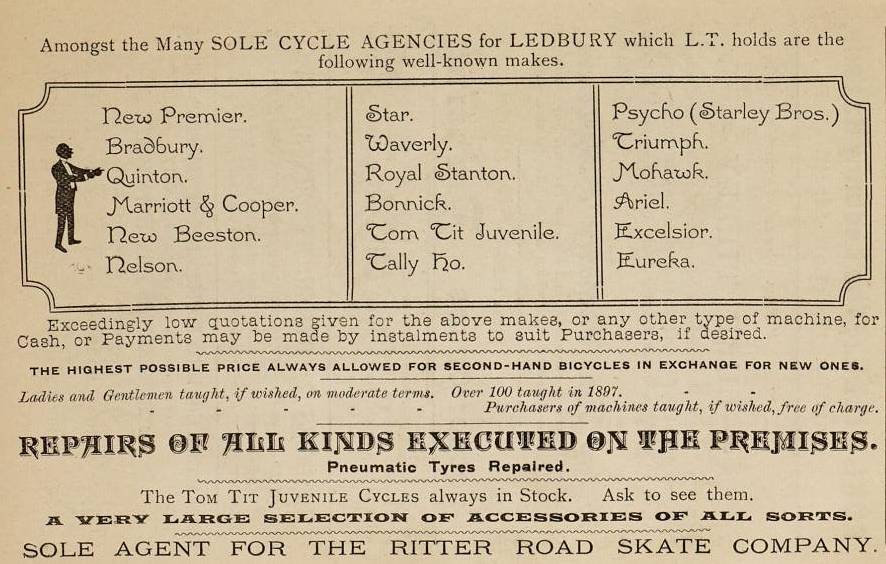 Amongst the Many SOLE CYCLE AGENCIES for LEDBURY which L.T. holds are the
following well-known makes.
New Premier.
Bradbury.
Quinton.
Marriott & Cooper.
New Beeston.
Nelson.
Star.
Waverly.
Royal Stanton.
Bonnick.
Tom Tit Juvenile.
Tally Ho.
Psycho (Starley Bros.)
Triumph.
Mohawk.
Ariel.
Excelsior.
Eureka.
Exceedingly low quotations given for the above makes, or any other type of machine, for
Cash, or Payments may be made by instalments to suit Purchasers, if desired.
THE HIGHEST POSSIBLE PRICE ALWAYS ALLOWED FOR SECOND-HAND BICYCLES IN EXCHANGE FOR NEW ONES.
Ladies and Gentlemen taught, if wished, on moderate terms. Over 100 taught in 1897. - -
- - - - - Purchasers of machines taught, if wished, free of charge.
REPAIRS OF ALL KINDS EXECUTED ON THE PREMISES.
Pneumatic Tyres Repaired.
The TOM TIT JUVENILE CYCLES always in Stock. Ask to see them.
A VERY LARGE SELECTION OF ACCESSORIES OF ALL SORTS.
SOLE AGENT FOR THE RITTER ROAD SKATE COMPANY.